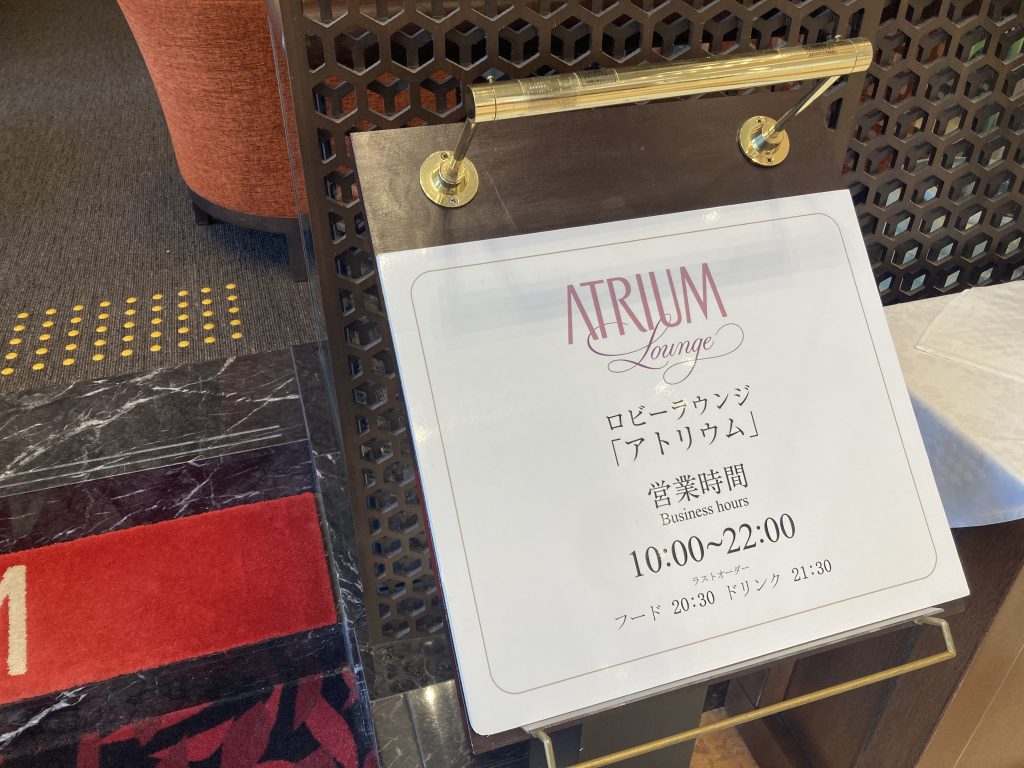 ATRIUM
Lounge
ロビーラウンジ
「アトリウム」
営業時間
Business hours
10:00~22:00
ラストオーダー
フード 20:30 ドリンク 21:30